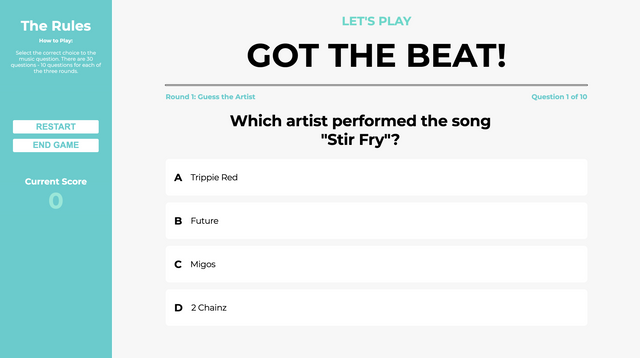 The Rules
How to Play:
Select the correct choice to the
music question. There are 30
questions - 10 questions for each of
the three rounds.
RESTART
END GAME
Current Score
0
LET'S PLAY
GOT THE BEAT!
Round 1: Guess the Artist
Question 1 of 10
Which artist performed the song
"Stir Fry"?
A Trippie Red
B Future
C Migos
D 2 Chainz